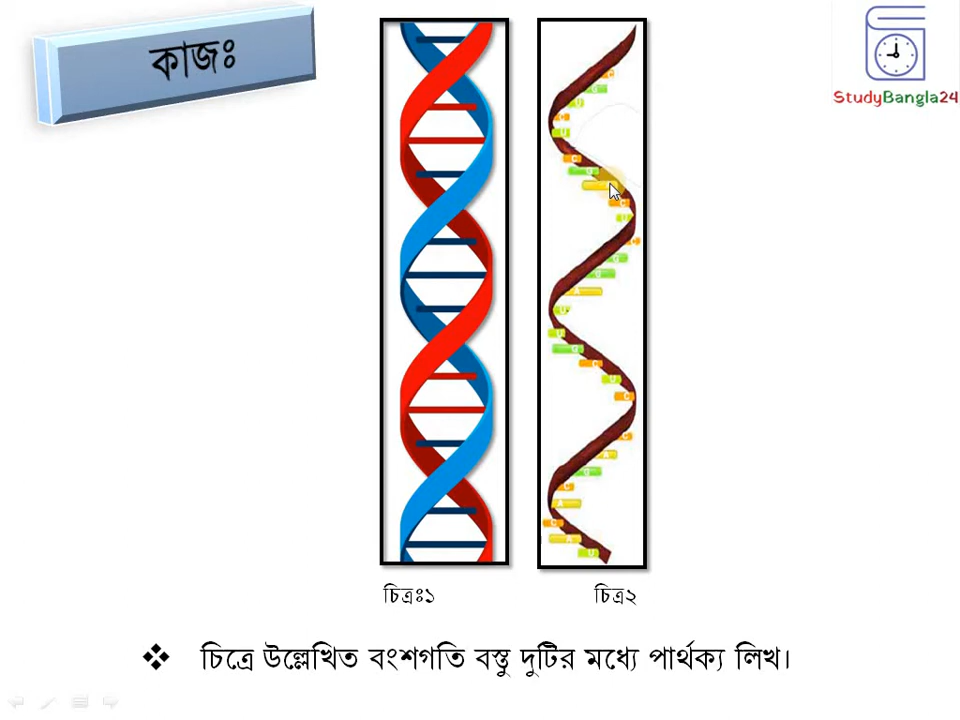 কাজঃ
StudyBangla24
চিত্রঃ১
চিত্র২
❖ চিত্রে উল্লেখিত বংশগতি বস্তু দুটির মধ্যে পার্থক্য লিখ।